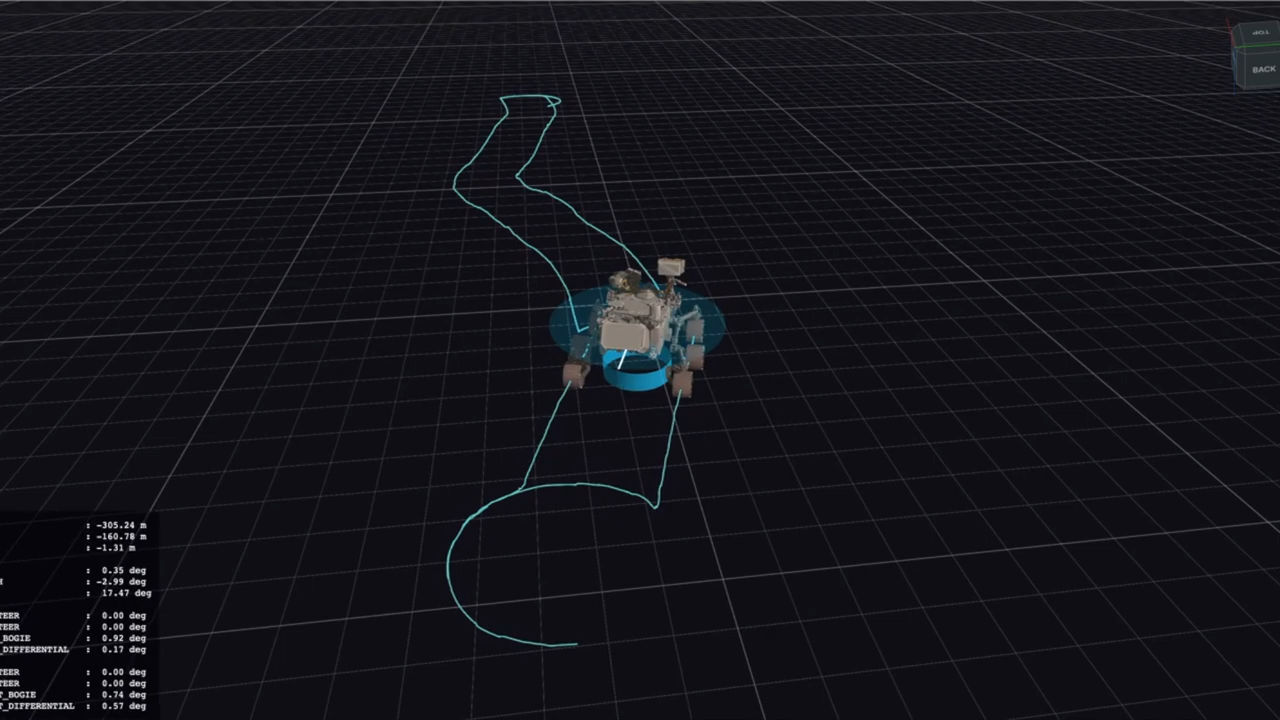 TOP
BACK
: -305.24 m
: -160.78 m
: -1.31 m
: 0.35 deg
H : -2.99 deg
: 17.47 deg
TEER : 0.00 deg
TEER : 0.00 deg
_BOGIE : 0.92 deg
_DIFFERENTIAL : 0.17 deg
TEER : 0.00 deg
TEER : 0.00 deg
T_BOGIE : 0.74 deg
T_DIFFERENTIAL : 0.57 deg